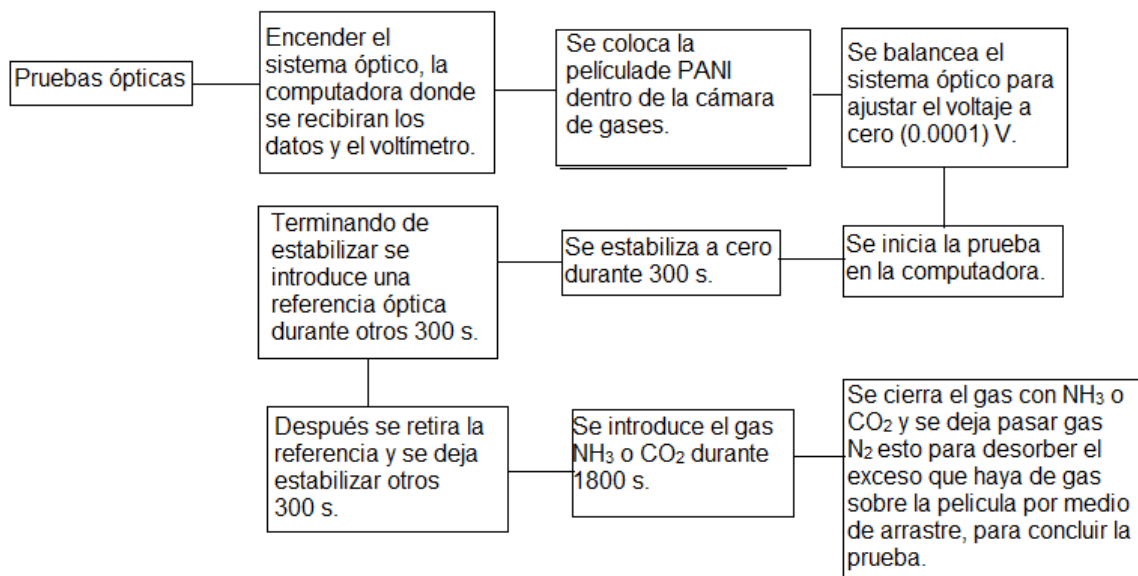 Pruebas ópticas
Encender el
sistema óptico, la
computadora donde
se recibiran los
datos y el voltímetro.
Se coloca la
películade PANI
dentro de la cámara
de gases.
Se balancea el
sistema óptico para
ajustar el voltaje a
cero (0.0001) V.
Se inicia la prueba
en la computadora.
Se estabiliza a cero
durante 300 s.
Terminando de
estabilizar se
introduce una
referencia óptica
durante otros 300 s.
Después se retira la
referencia y se deja
estabilizar otros
300 s.
Se introduce el gas
NH₃ o CO₂ durante
1800 s.
Se cierra el gas con NH₃ o
CO₂ y se deja pasar gas
N₂ esto para desorber el
exceso que haya de gas
sobre la pelicula por medio
de arrastre, para concluir la
prueba.